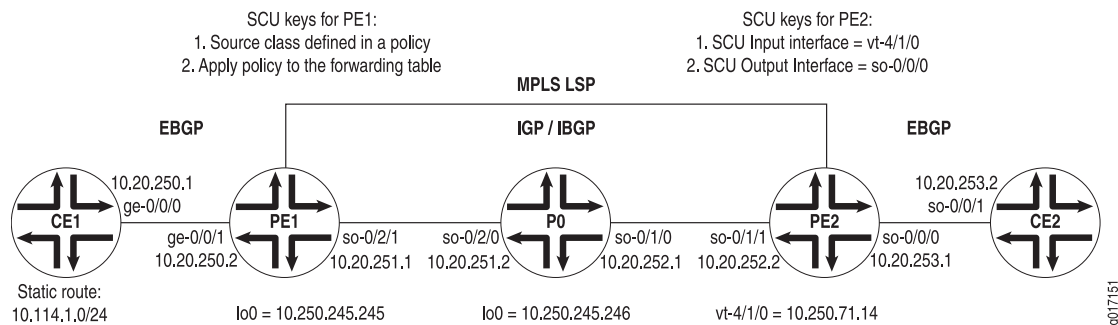 SCU keys for PE1:
1. Source class defined in a policy
2. Apply policy to the forwarding table
SCU keys for PE2:
1. SCU Input interface = vt-4/1/0
2. SCU Output Interface = so-0/0/0
MPLS LSP
EBGP
IGP / IBGP
EBGP
10.20.250.1
ge-0/0/0
10.20.253.2
so-0/0/1
CE1
PE1
P0
PE2
CE2
ge-0/0/1
10.20.250.2
so-0/2/1
10.20.251.1
so-0/2/0
10.20.251.2
so-0/1/0
10.20.252.1
so-0/1/1
10.20.252.2
so-0/0/0
10.20.253.1
Static route:
10.114.1.0/24
lo0 = 10.250.245.245
lo0 = 10.250.245.246
vt-4/1/0 = 10.250.71.14
g017151